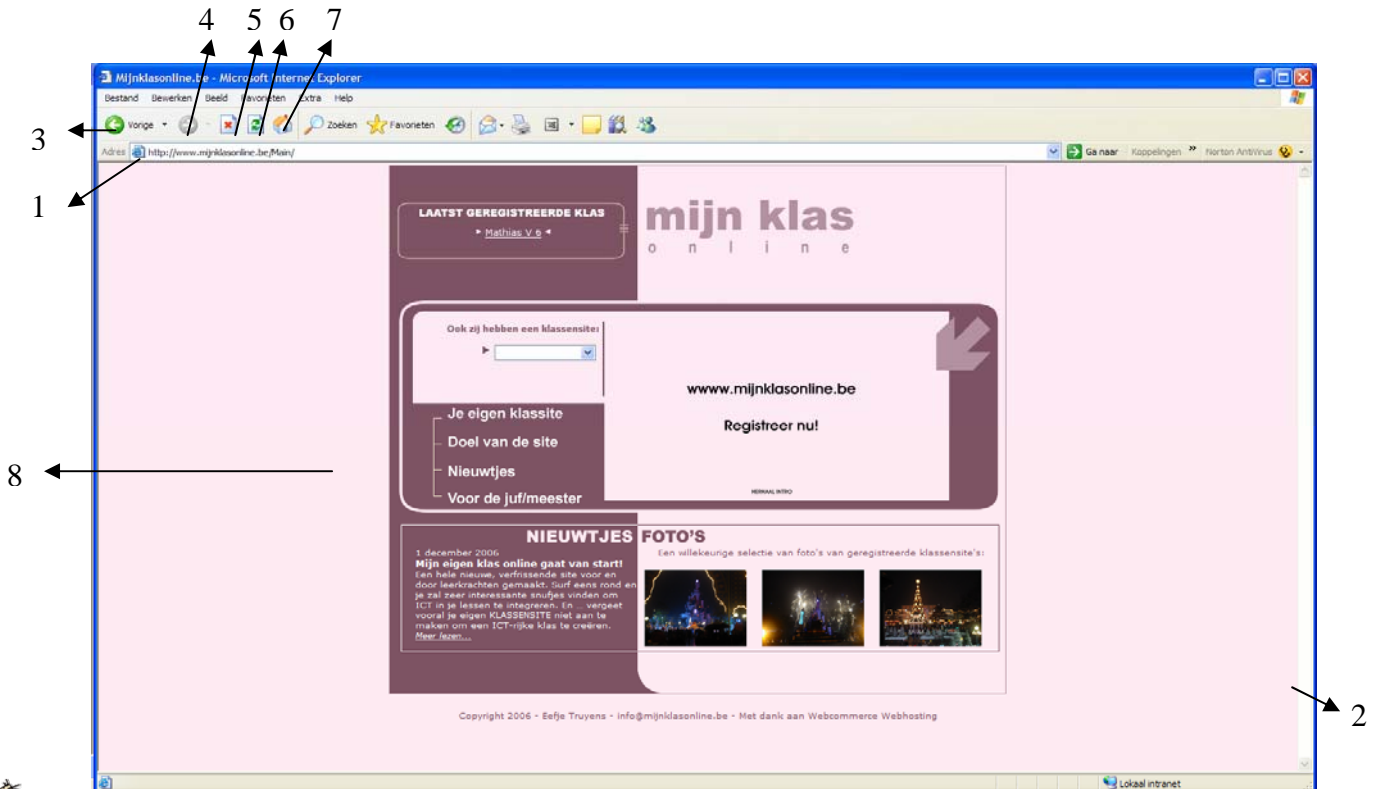 4 5 6 7
Mijnklasonline.be - Microsoft Internet Explorer
Bestand Bewerken Beeld Favorieten Extra Help
3
Vorige Zoeken Favorieten
Adres http://www.mijnklasonline.be/Main/ Ga naar Koppelingen » Norton AntiVirus
1
LAATST GEREGISTREERDE KLAS
Mathias V 6
mijn klas
online
Ook zij hebben een klassensite:
wwww.mijnklasonline.be
Registreer nu!
HERHAAL INTRO
Je eigen klassite
Doel van de site
Nieuwtjes
Voor de juf/meester
8
NIEUWTJES FOTO'S
1 december 2006
Mijn eigen klas online gaat van start!
Een hele nieuwe, verfrissende site voor en
door leerkrachten gemaakt. Surf eens rond en
je zal zeer interessante snufjes vinden om
ICT in je lessen te integreren. En ... vergeet
vooral je eigen KLASSENSITE niet aan te
maken om een ICT-rijke klas te creëren.
Meer lezen...
Een willekeurige selectie van foto's van geregistreerde klassensite's:
2
Copyright 2006 - Eefje Truyens - info@mijnklasonline.be - Met dank aan Webcommerce Webhosting
Lokaal intranet